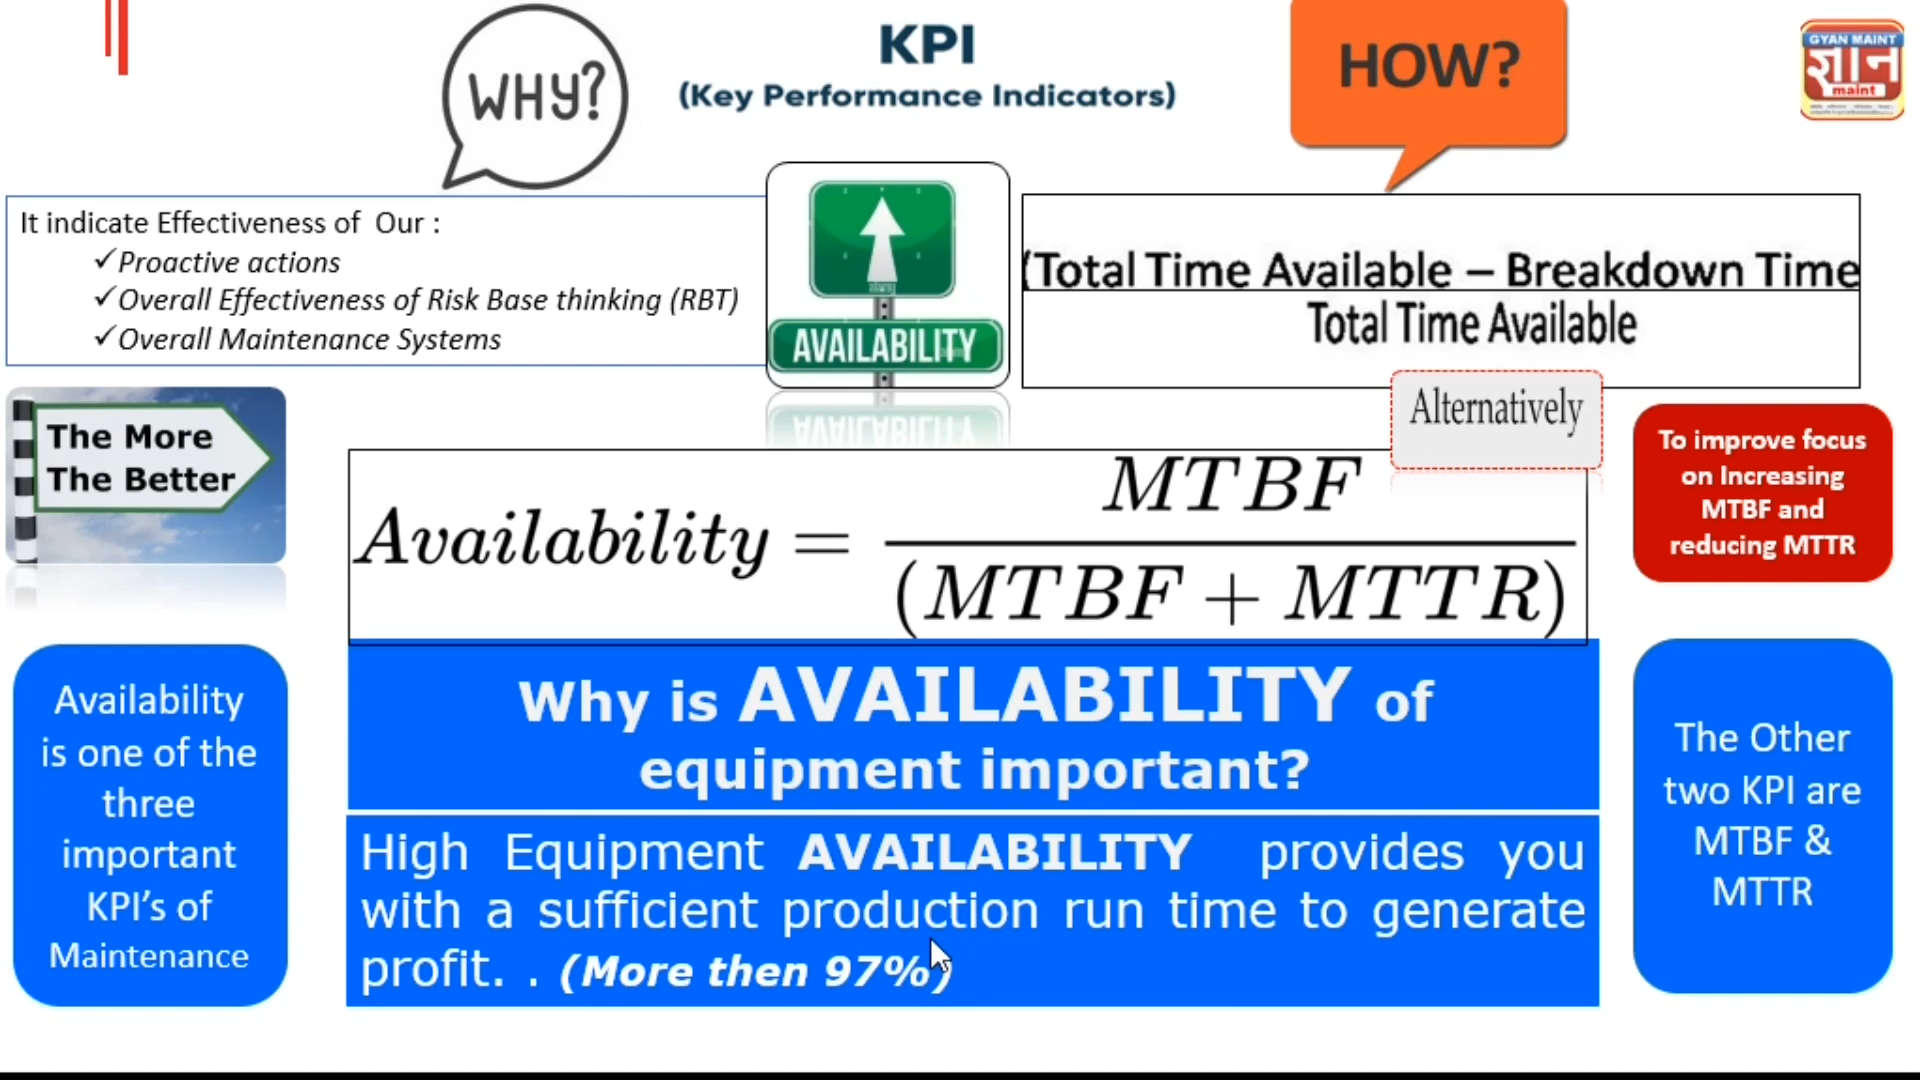 WHY?
KPI
(Key Performance Indicators)
HOW?
GYAN MAINT
ज्ञान
maint
It indicate Effectiveness of Our :
✓Proactive actions
✓Overall Effectiveness of Risk Base thinking (RBT)
✓Overall Maintenance Systems
AVAILABILITY
(Total Time Available – Breakdown Time
Total Time Available
Alternatively
The More
The Better
Availability =
MTBF
(MTBF + MTTR)
To improve focus
on Increasing
MTBF and
reducing MTTR
Why is AVAILABILITY of
equipment important?
Availability
is one of the
three
important
KPI’s of
Maintenance
High Equipment AVAILABILITY provides you
with a sufficient production run time to generate
profit. . (More then 97%)
The Other
two KPI are
MTBF &
MTTR